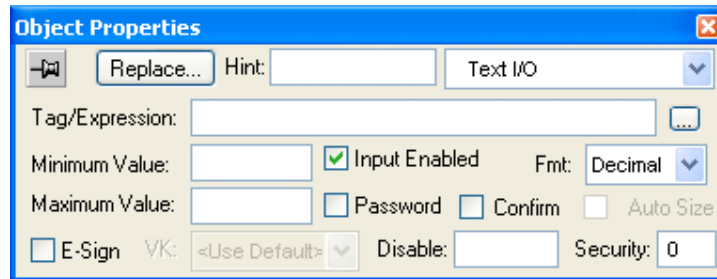 Object Properties
Replace... Hint: Text I/O
Tag/Expression: ...
Minimum Value: Input Enabled Fmt: Decimal
Maximum Value: Password Confirm Auto Size
E-Sign VK: <Use Default> Disable: Security: 0